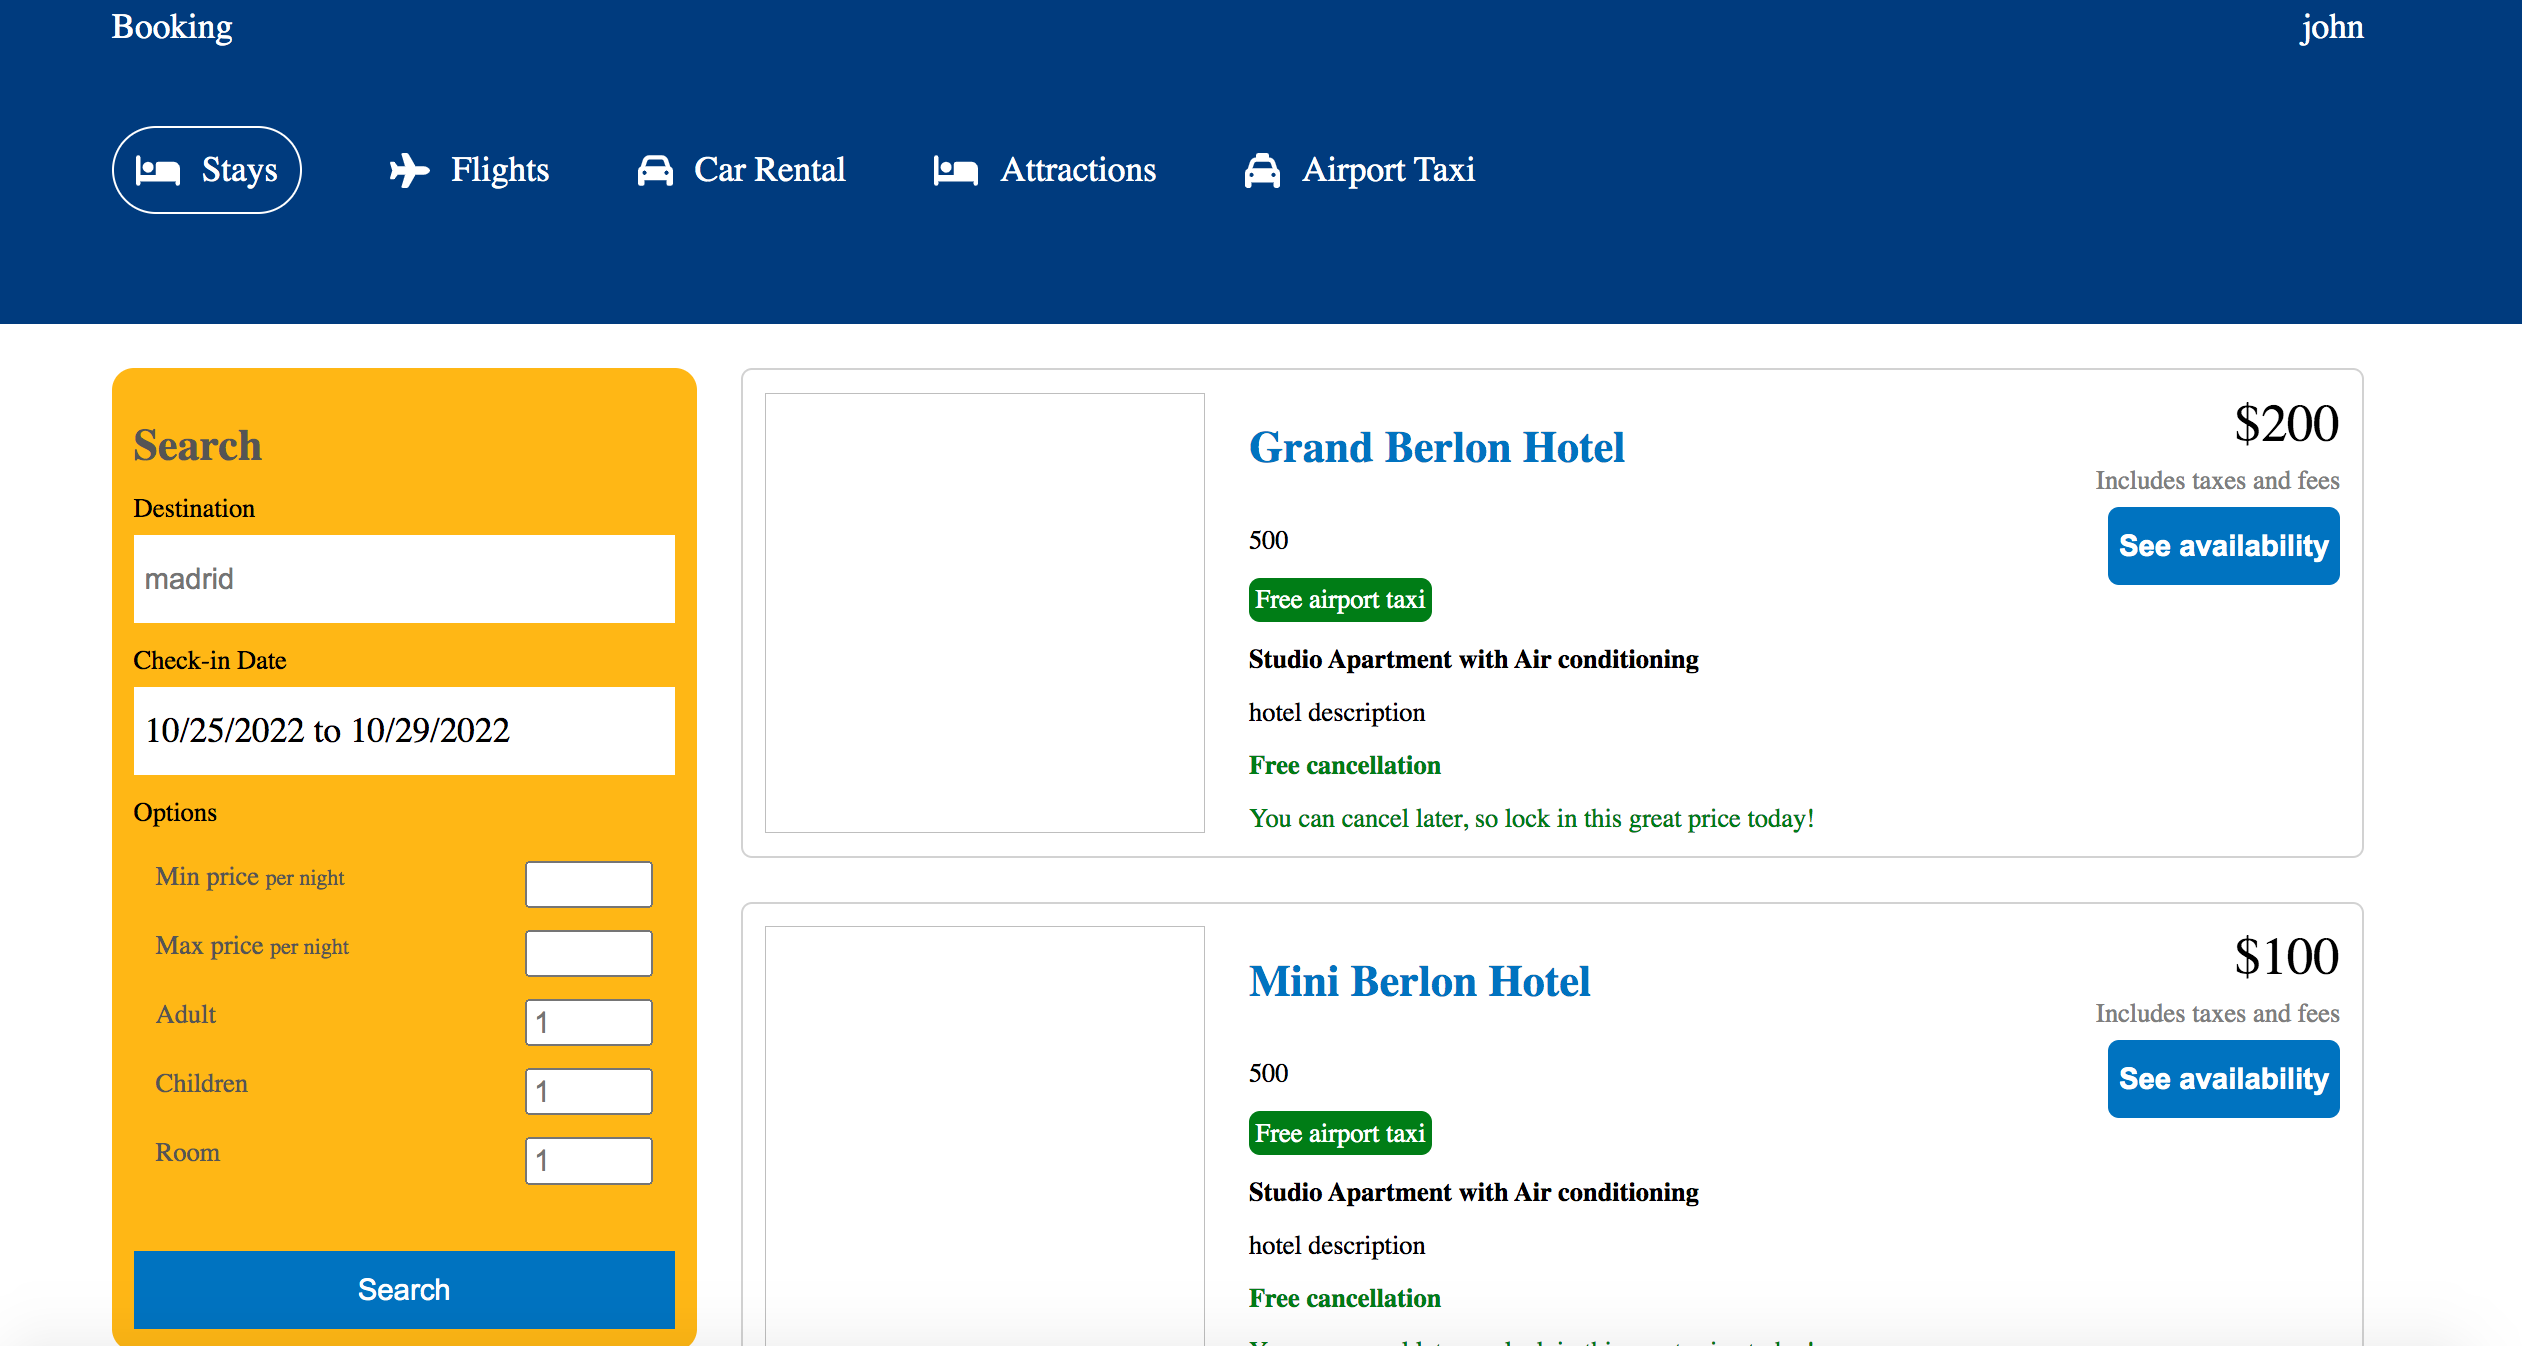 Booking
john
Stays
Flights
Car Rental
Attractions
Airport Taxi
Search
Destination
madrid
Check-in Date
10/25/2022 to 10/29/2022
Options
Min price per night
Max price per night
Adult
1
Children
1
Room
1
Search
Grand Berlon Hotel
500
Free airport taxi
Studio Apartment with Air conditioning
hotel description
Free cancellation
You can cancel later, so lock in this great price today!
$200
Includes taxes and fees
See availability
Mini Berlon Hotel
500
Free airport taxi
Studio Apartment with Air conditioning
hotel description
Free cancellation
$100
Includes taxes and fees
See availability